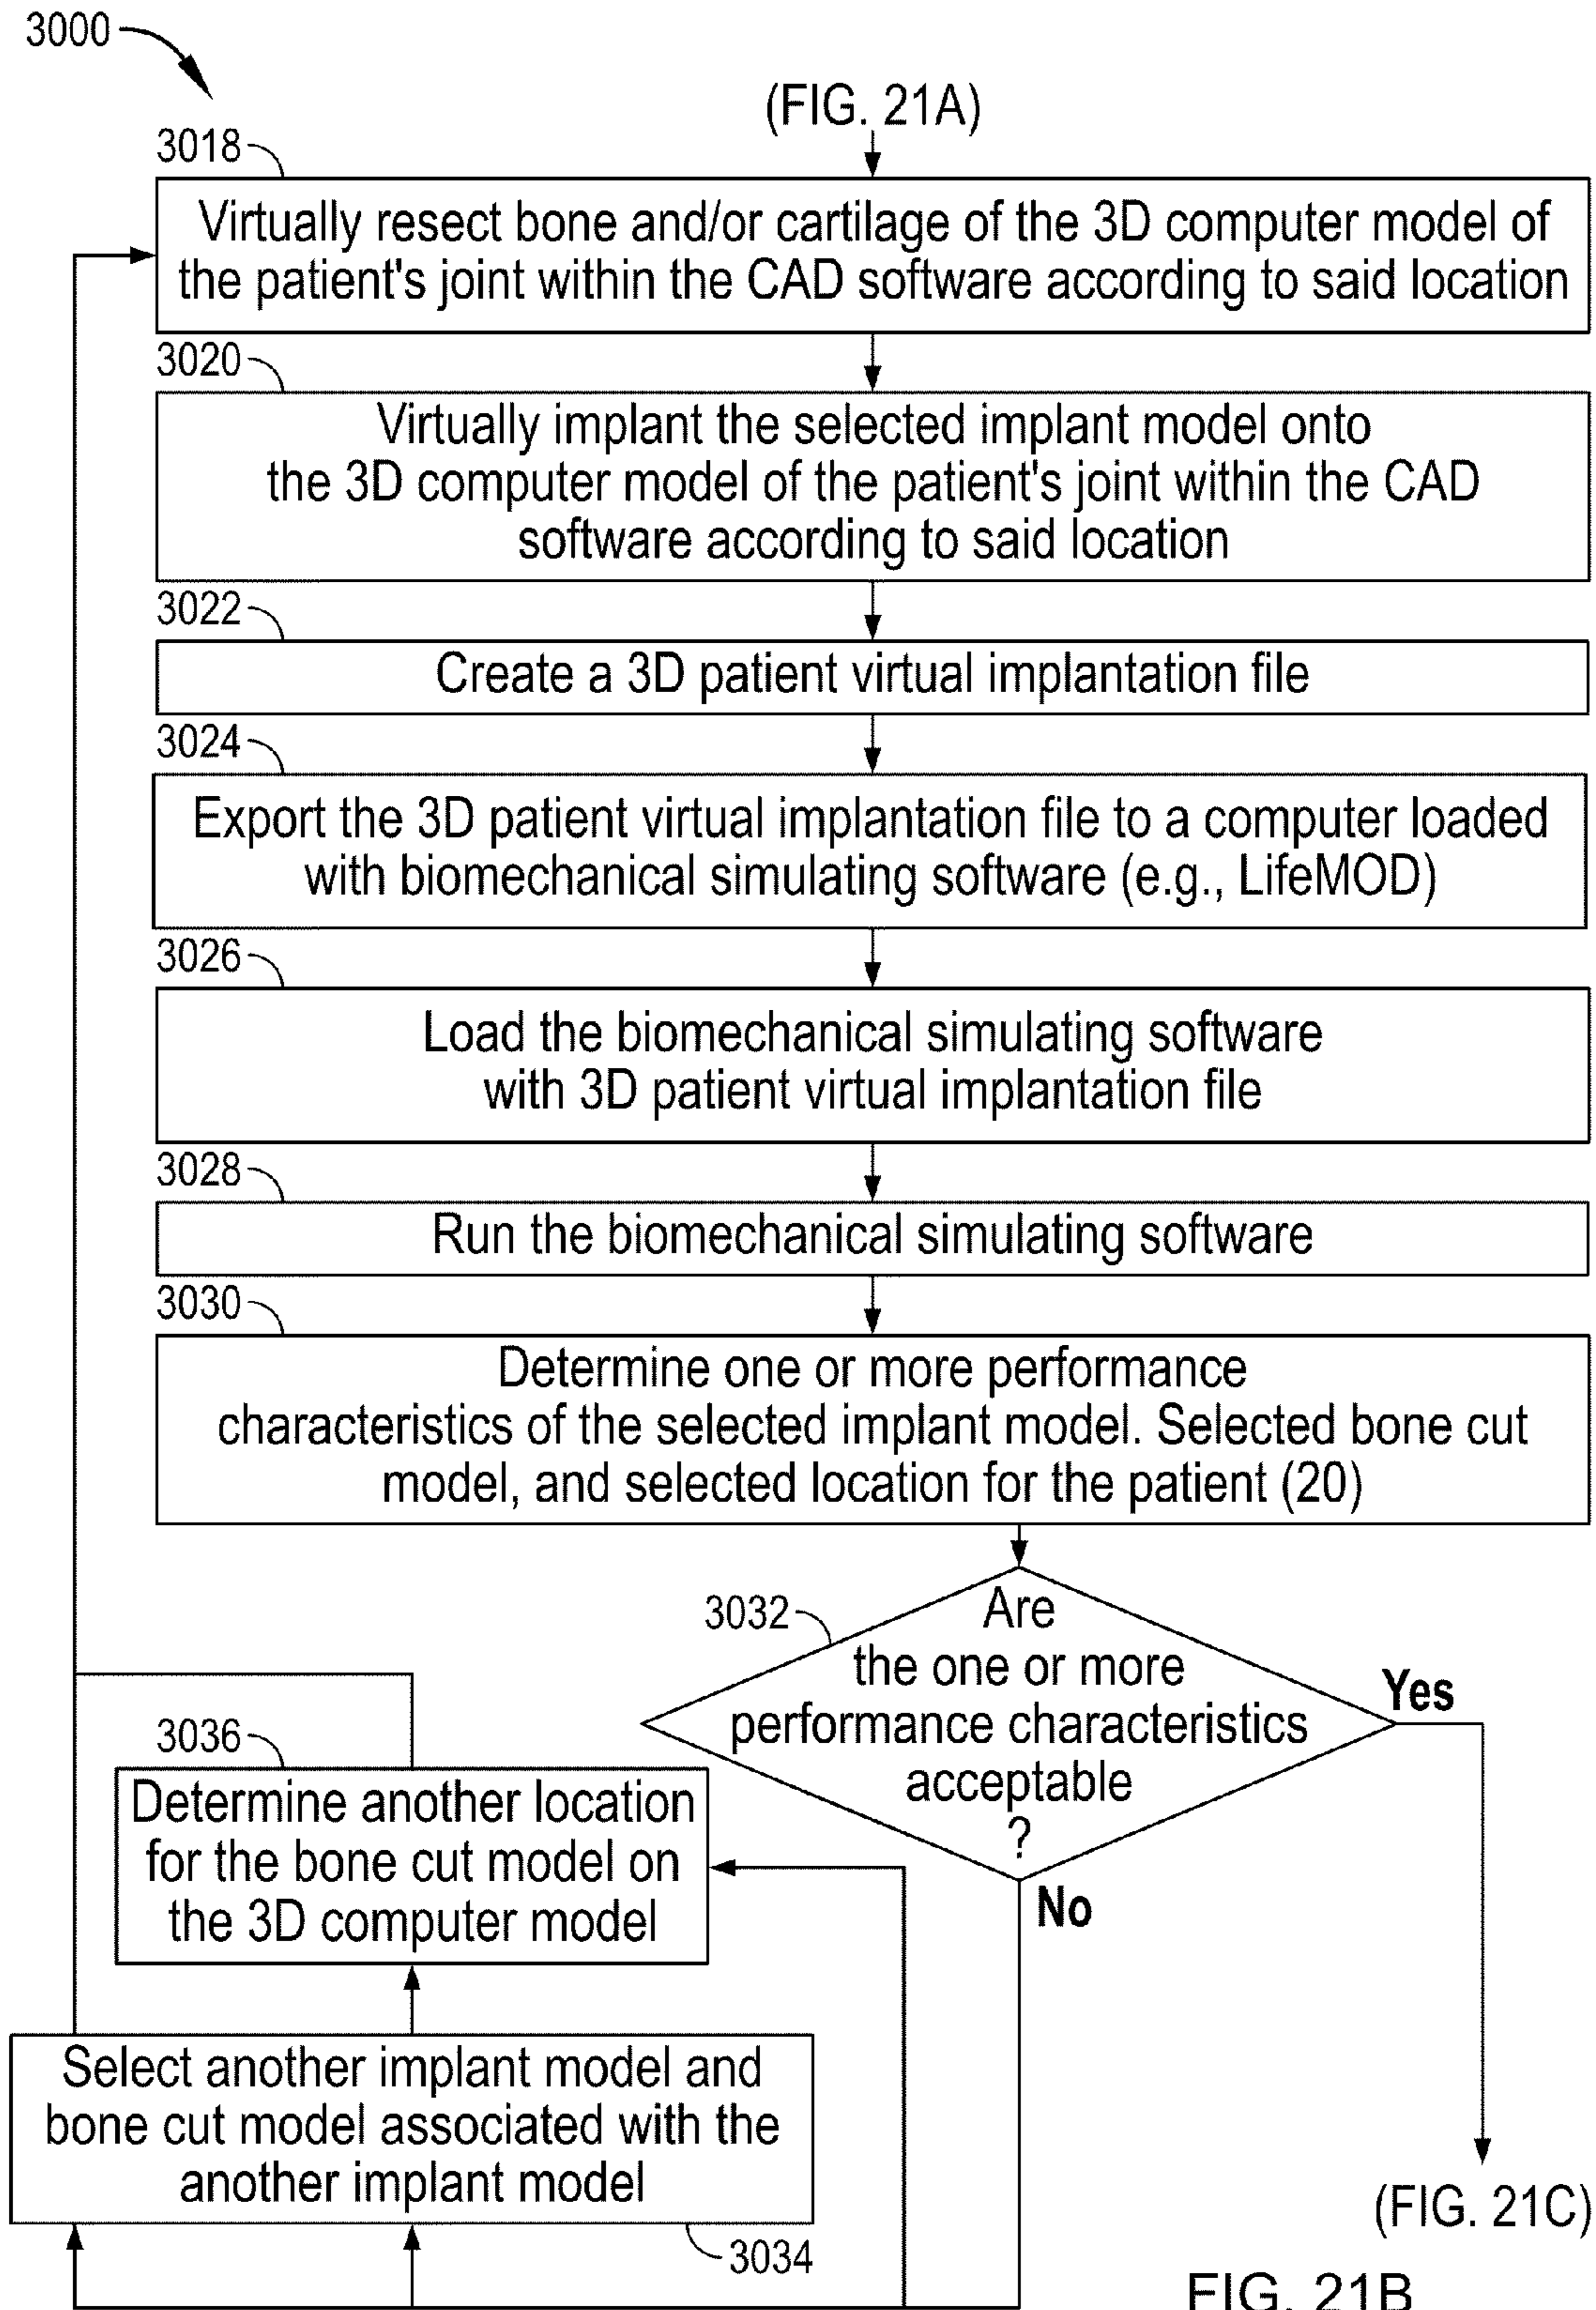 3000
(FIG. 21A)
3018
Virtually resect bone and/or cartilage of the 3D computer model of
the patient's joint within the CAD software according to said location
3020
Virtually implant the selected implant model onto
the 3D computer model of the patient's joint within the CAD
software according to said location
3022
Create a 3D patient virtual implantation file
3024
Export the 3D patient virtual implantation file to a computer loaded
with biomechanical simulating software (e.g., LifeMOD)
3026
Load the biomechanical simulating software
with 3D patient virtual implantation file
3028
Run the biomechanical simulating software
3030
Determine one or more performance
characteristics of the selected implant model. Selected bone cut
model, and selected location for the patient (20)
3032
Are
the one or more
performance characteristics
acceptable
?
Yes
No
3036
Determine another location
for the bone cut model on
the 3D computer model
Select another implant model and
bone cut model associated with the
another implant model
3034
(FIG. 21C)
FIG. 21B